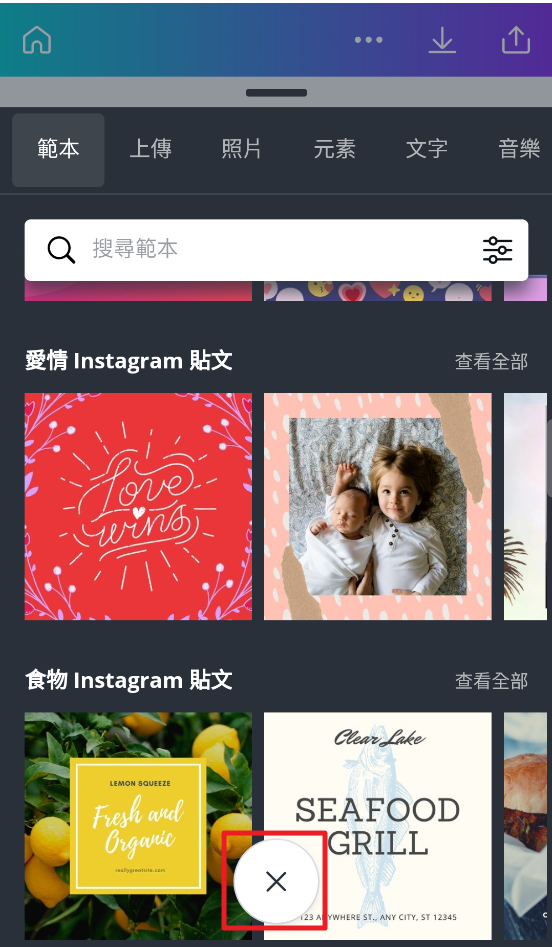 範本 上傳 照片 元素 文字 音樂
搜尋範本
愛情 Instagram 貼文 查看全部
Love
wins
食物 Instagram 貼文 查看全部
LEMON SQUEEZE
Fresh and
Organic
reallygreatsite.com
Clear Lake
SEAFOOD
GRILL
123 ANYWHERE ST., ANY CITY, ST 12345